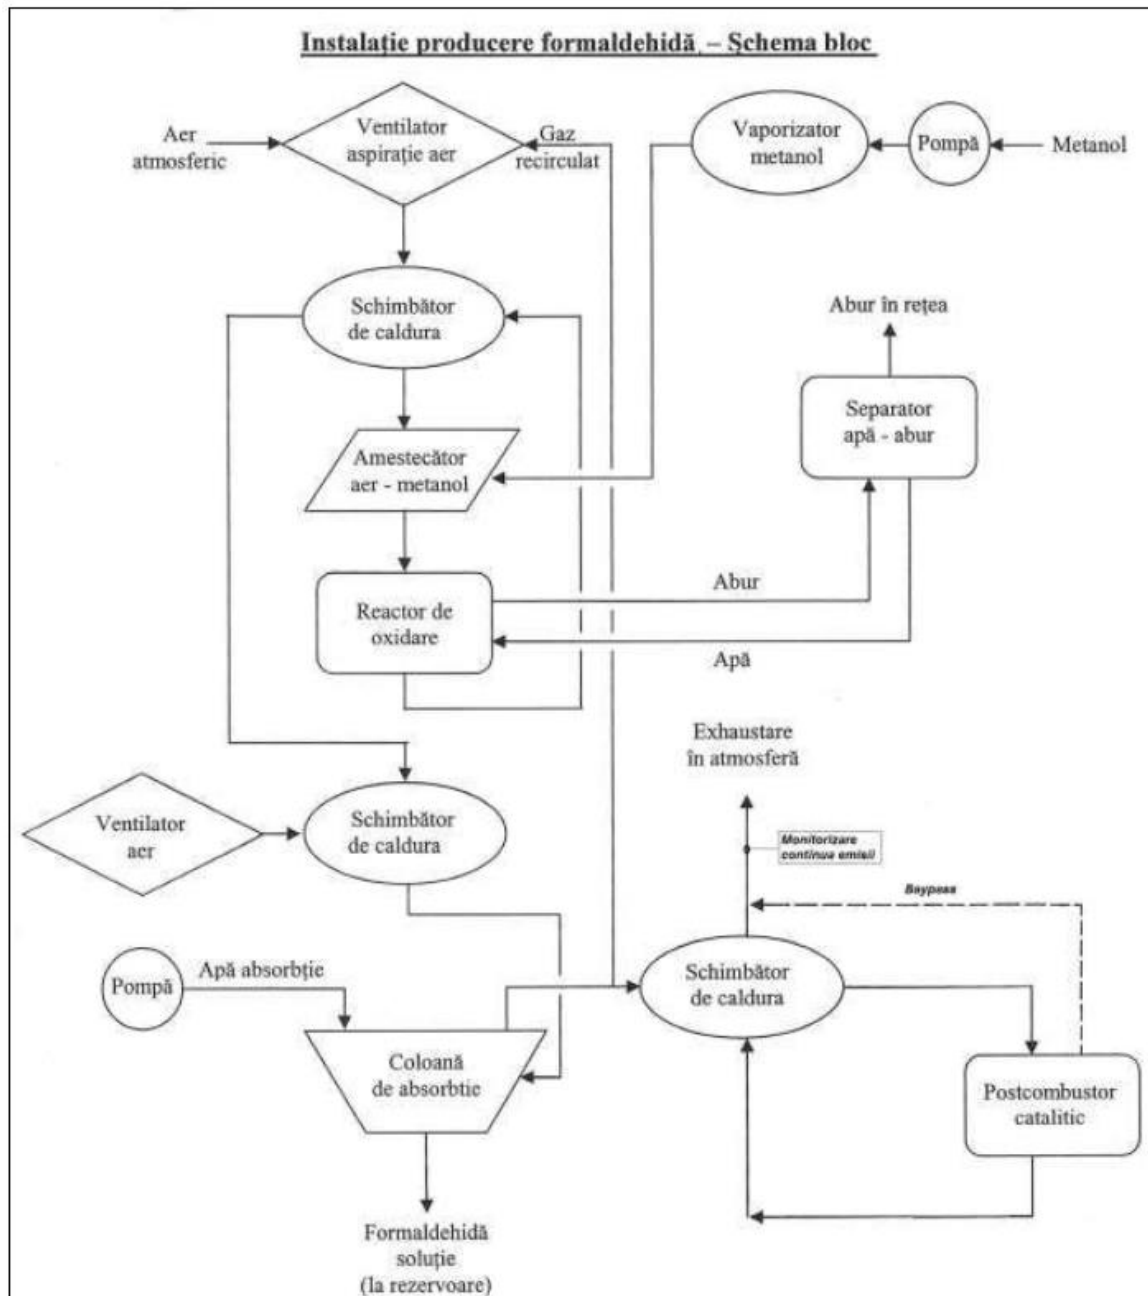 Instalație producere formaldehidă – Schema bloc
Aer
atmosferic
Ventilator
aspirație aer
Gaz
recirculat
Vaporizator
metanol
Pompă
Metanol
Schimbător
de caldura
Abur în rețea
Separator
apă - abur
Amestecător
aer - metanol
Abur
Reactor de
oxidare
Apă
Exhaustare
în atmosferă
Ventilator
aer
Schimbător
de caldura
Monitorizare
continua emisii
Baypass
Pompă
Apă absorbție
Schimbător
de caldura
Coloană
de absorbtie
Postcombustor
catalitic
Formaldehidă
soluție
(la rezervoare)